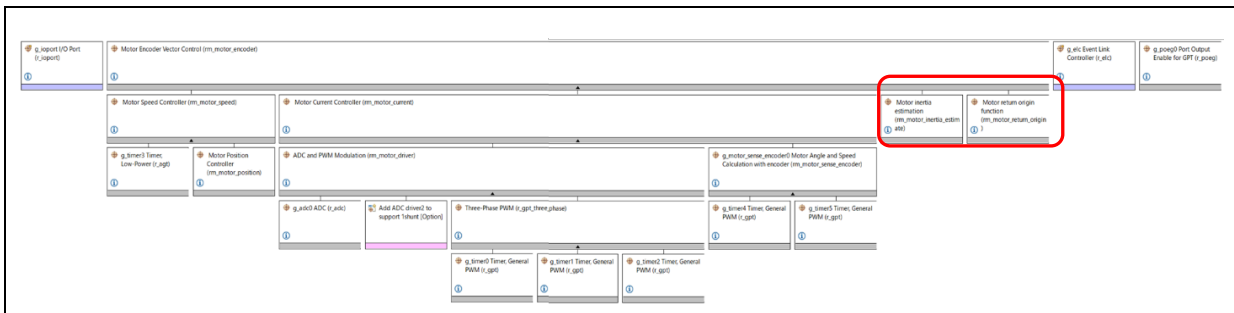 g_ioport I/O Port
(r_ioport)
Motor Encoder Vector Control (rm_motor_encoder)
g_elc Event Link
Controller (r_elc)
g_poeg0 Port Output
Enable for GPT (r_poeg)
Motor Speed Controller (rm_motor_speed)
Motor Current Controller (rm_motor_current)
Motor inertia
estimation
(rm_motor_inertia_estim
ate)
Motor return origin
function
(rm_motor_return_origin
)
g_timer3 Timer,
Low-Power (r_agt)
Motor Position
Controller
(rm_motor_position)
ADC and PWM Modulation (rm_motor_driver)
g_motor_sense_encoder0 Motor Angle and Speed
Calculation with encoder (rm_motor_sense_encoder)
g_adc0 ADC (r_adc)
Add ADC driver2 to
support 1shunt [Option]
Three-Phase PWM (r_gpt_three_phase)
g_timer4 Timer, General
PWM (r_gpt)
g_timer5 Timer, General
PWM (r_gpt)
g_timer0 Timer, General
PWM (r_gpt)
g_timer1 Timer, General
PWM (r_gpt)
g_timer2 Timer, General
PWM (r_gpt)